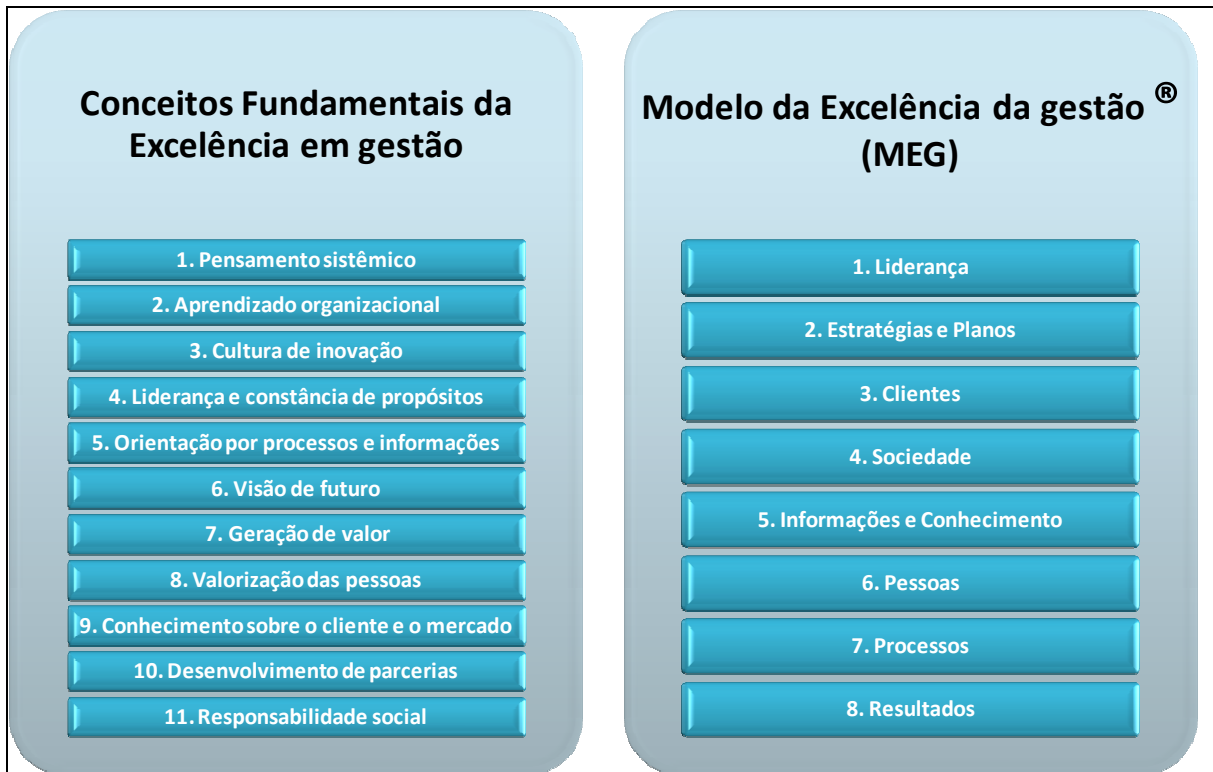 Conceitos Fundamentais da
Excelência em gestão
1. Pensamento sistêmico
2. Aprendizado organizacional
3. Cultura de inovação
4. Liderança e constância de propósitos
5. Orientação por processos e informações
6. Visão de futuro
7. Geração de valor
8. Valorização das pessoas
9. Conhecimento sobre o cliente e o mercado
10. Desenvolvimento de parcerias
11. Responsabilidade social
Modelo da Excelência da gestão ®
(MEG)
1. Liderança
2. Estratégias e Planos
3. Clientes
4. Sociedade
5. Informações e Conhecimento
6. Pessoas
7. Processos
8. Resultados